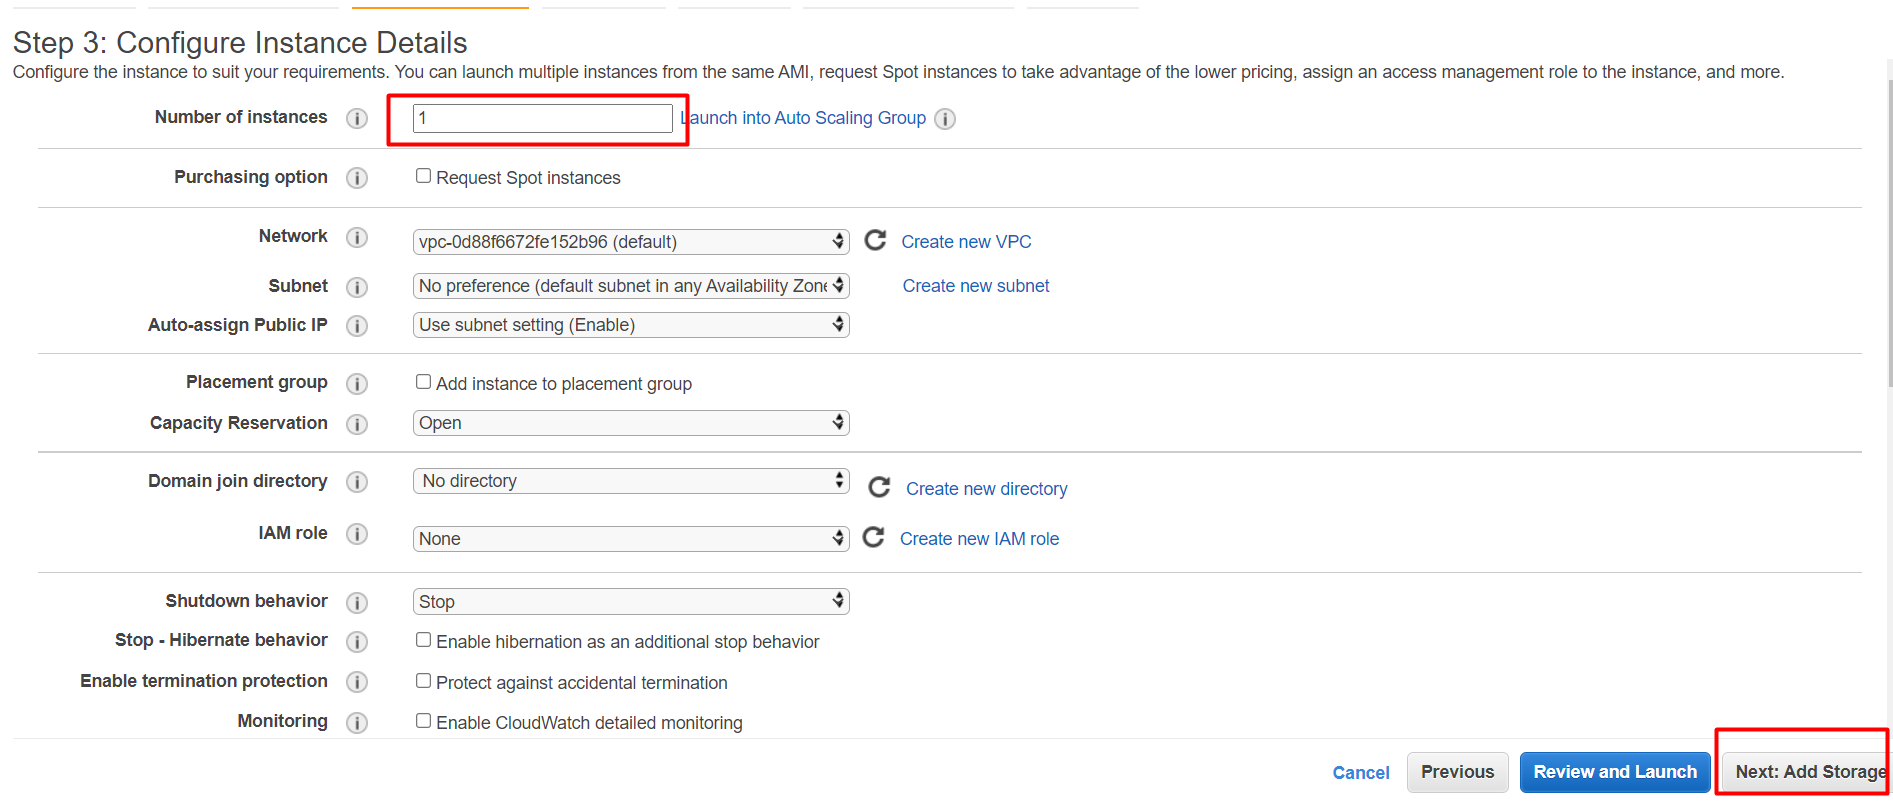 Step 3: Configure Instance Details
Configure the instance to suit your requirements. You can launch multiple instances from the same AMI, request Spot instances to take advantage of the lower pricing, assign an access management role to the instance, and more.
Number of instances i 1 Launch into Auto Scaling Group i
Purchasing option i Request Spot instances
Network i vpc-0d88f6672fe152b96 (default) Create new VPC
Subnet i No preference (default subnet in any Availability Zone Create new subnet
Auto-assign Public IP i Use subnet setting (Enable)
Placement group i Add instance to placement group
Capacity Reservation i Open
Domain join directory i No directory Create new directory
IAM role i None Create new IAM role
Shutdown behavior i Stop
Stop - Hibernate behavior i Enable hibernation as an additional stop behavior
Enable termination protection i Protect against accidental termination
Monitoring i Enable CloudWatch detailed monitoring
Cancel Previous Review and Launch Next: Add Storage